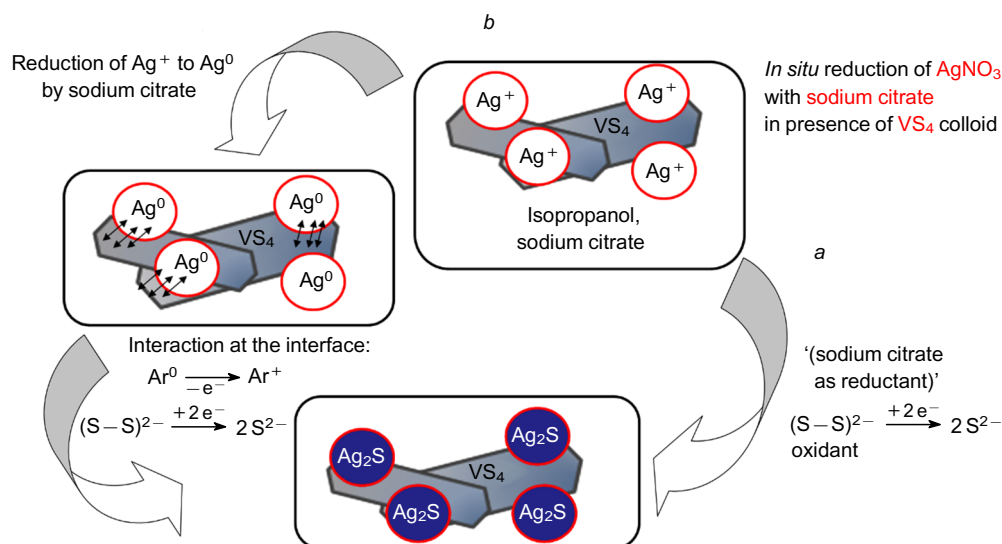 b
Reduction of Ag⁺ to Ag⁰
by sodium citrate
Ag⁺
Ag⁺
VS₄
Ag⁺
Ag⁺
Isopropanol,
sodium citrate
In situ reduction of AgNO₃
with sodium citrate
in presence of VS₄ colloid
Ag⁰
Ag⁰
VS₄
Ag⁰
Ag⁰
a
Interaction at the interface:
Ar⁰ –e⁻ Ar⁺
(S–S)²⁻ +2e⁻ 2S²⁻
‘(sodium citrate
as reductant)’
(S–S)²⁻ +2e⁻ 2S²⁻
oxidant
Ag₂S
Ag₂S
VS₄
Ag₂S
Ag₂S